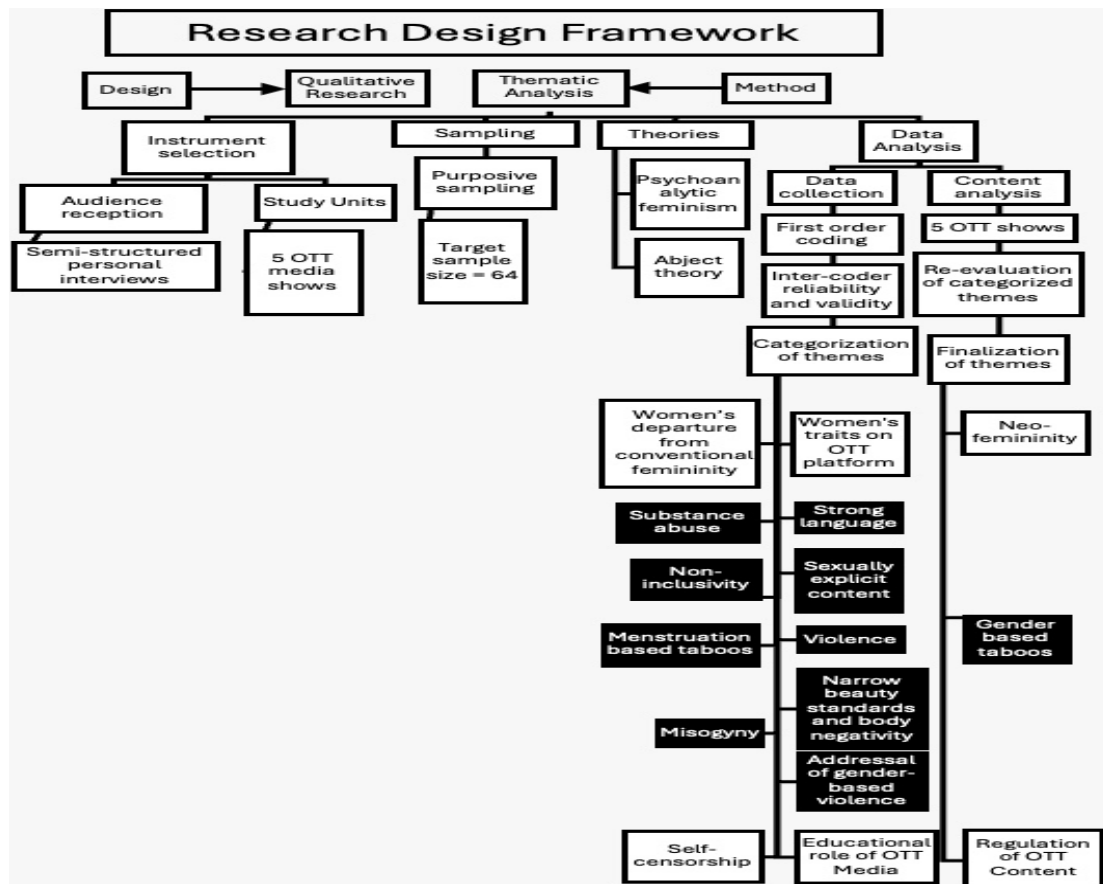 Research Design Framework
Design
Qualitative
Research
Thematic
Analysis
Method
Instrument
selection
Sampling
Theories
Data
Analysis
Audience
reception
Study Units
Purposive
sampling
Psychoan
alytic
feminism
Data
collection
Content
analysis
Semi-structured
personal
interviews
5 OTT
media
shows
Target
sample
size = 64
Abject
theory
First order
coding
5 OTT shows
Inter-coder
reliability
and validity
Re-evaluation
of categorized
themes
Categorization
of themes
Finalization
of themes
Women's
departure
from
conventional
femininity
Women's
traits on
OTT
platform
Neo-
femininity
Substance
abuse
Strong
language
Non-
inclusivity
Sexually
explicit
content
Menstruation
based taboos
Violence
Gender
based
taboos
Misogyny
Narrow
beauty
standards
and body
negativity
Addressal
of gender-
based
violence
Self-
censorship
Educational
role of OTT
Media
Regulation
of OTT
Content